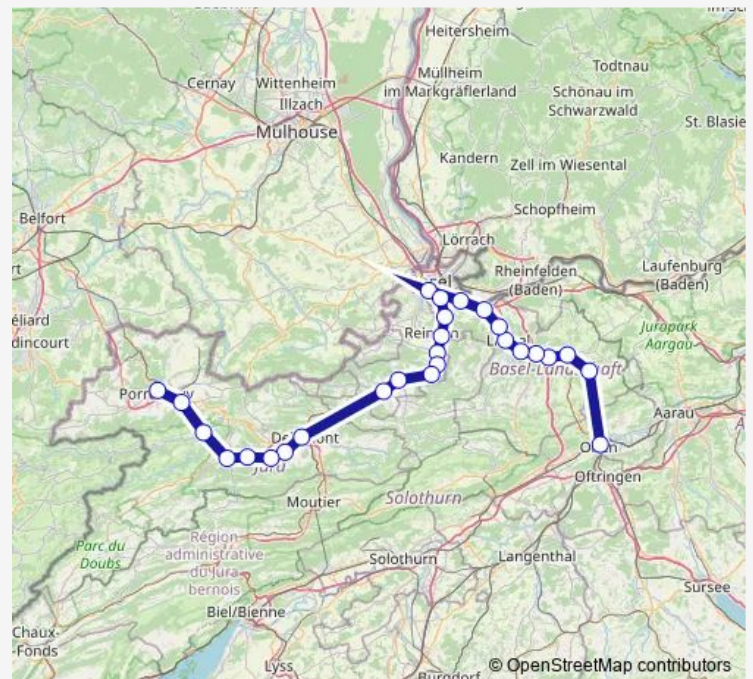 Heitersheim
Todtnau
Cernay
Wittenheim
Müllheim
im Markgräflerland
Illzach
Schönau im
Schwarzwald
Mulhouse
St. Blasie
Kandern
Zell im Wiesental
Schopfheim
Belfort
Lörrach
Rheinfelden
(Baden)
Laufenburg
(Baden)
Jurapark
Aargau
Basel-Landschaft
Aarau
Oftringen
Moutier
Solothurn
Parc du
Doubs
Région
administrative
du Jura
bernois
Solothurn
Langenthal
Sursee
Biel/Bienne
Chaux-
-Fonds
Lyss
Burgdorf
© OpenStreetMap contributors